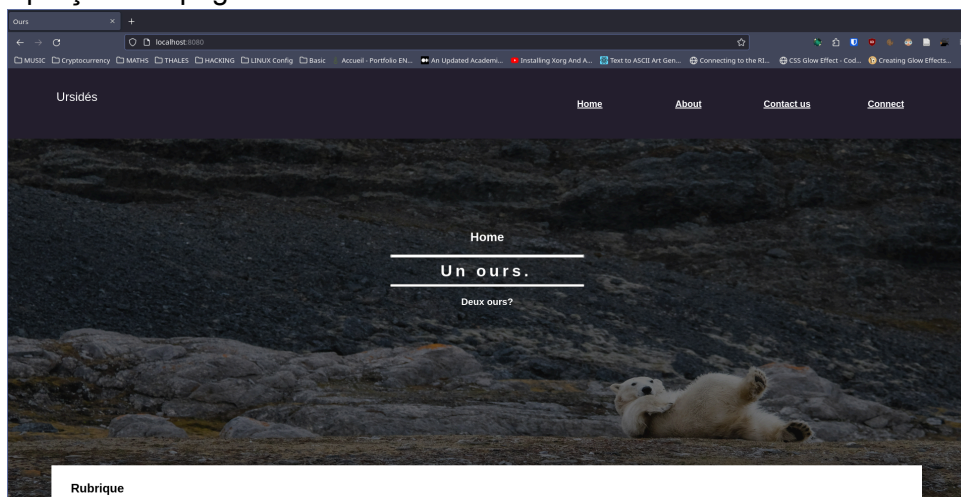 Ours
localhost:8080
MUSIC Cryptocurrency MATHS THALES HACKING LINUX Config Basic Accueil - Portfolio EN... An Updated Academi... Installing Xorg And A... Text to ASCII Art Gen... Connecting to the RI... CSS Glow Effect - Cod... Creating Glow Effects...
Ursidés
Home About Contact us Connect
Home
Un ours.
Deux ours?
Rubrique